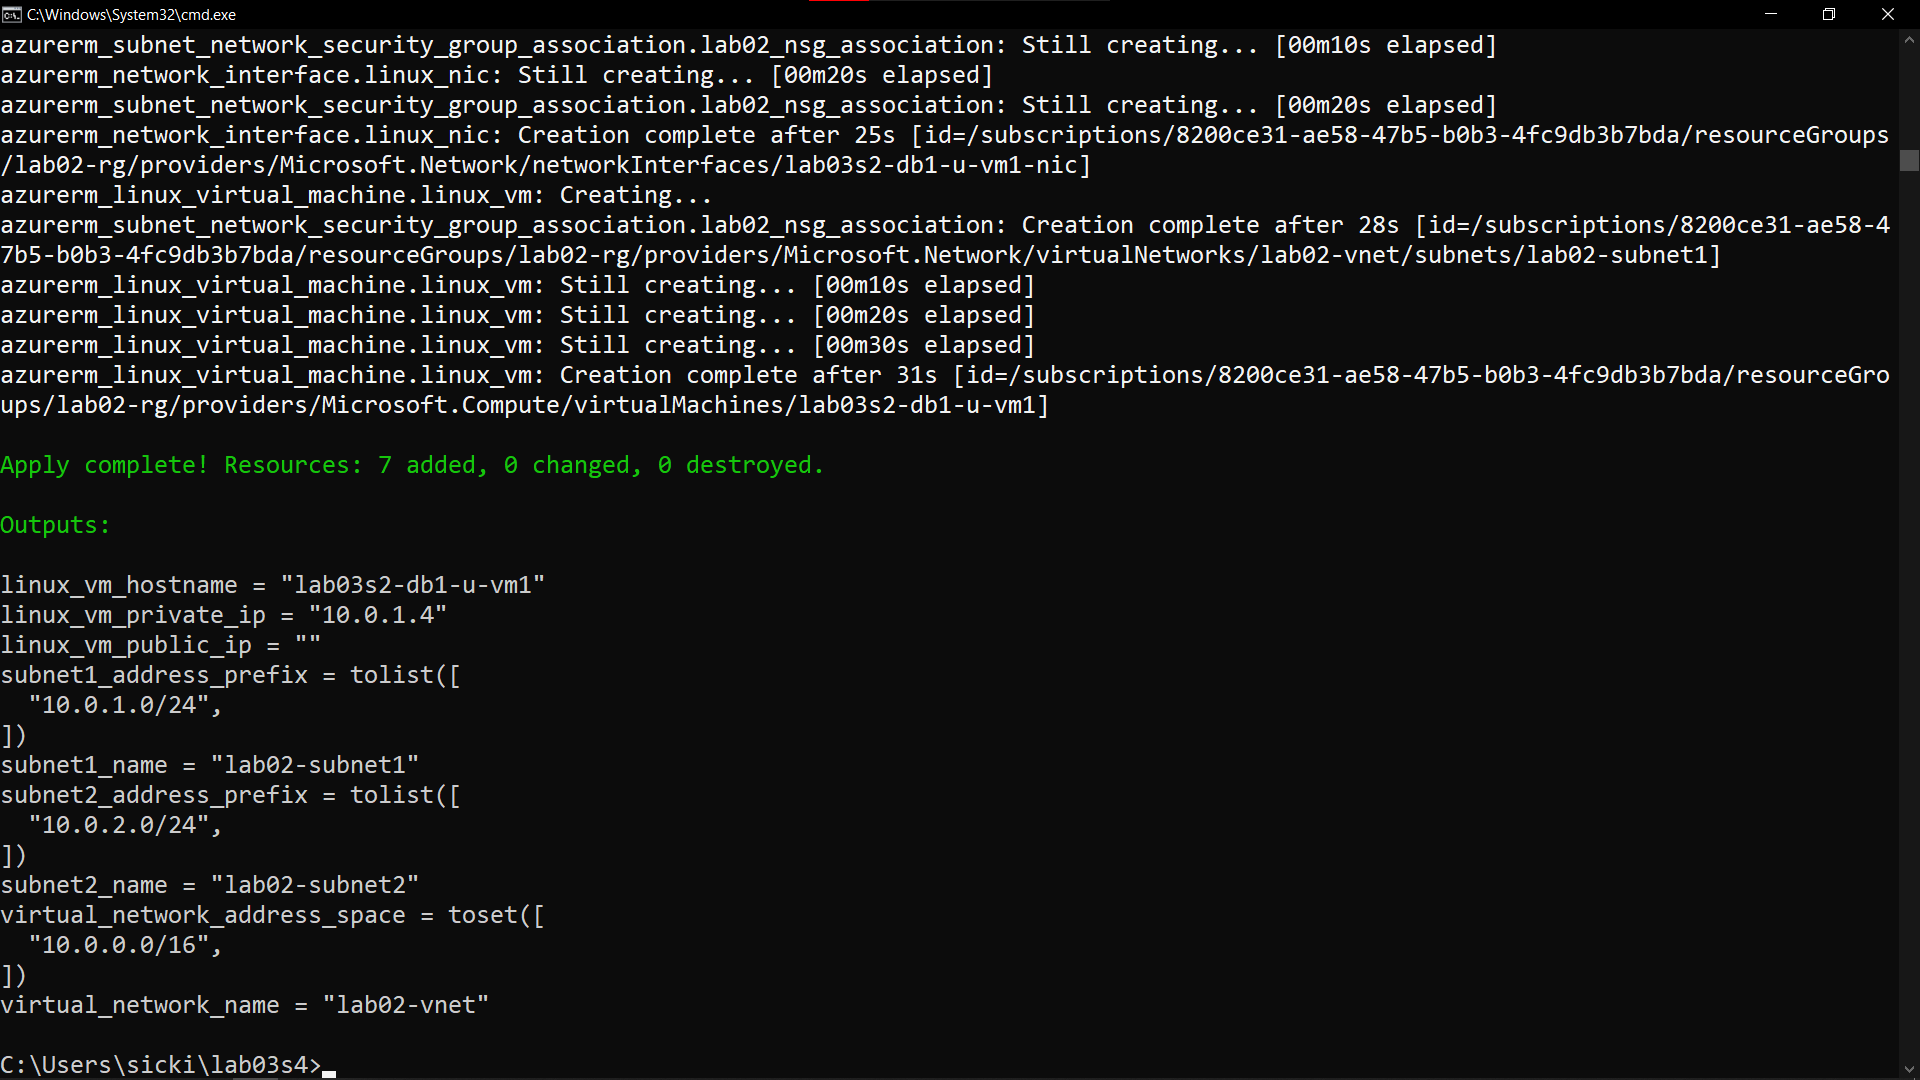 C:\Windows\System32\cmd.exe
azurerm_subnet_network_security_group_association.lab02_nsg_association: Still creating... [00m10s elapsed]
azurerm_network_interface.linux_nic: Still creating... [00m20s elapsed]
azurerm_subnet_network_security_group_association.lab02_nsg_association: Still creating... [00m20s elapsed]
azurerm_network_interface.linux_nic: Creation complete after 25s [id=/subscriptions/8200ce31-ae58-47b5-b0b3-4fc9db3b7bda/resourceGroups
/lab02-rg/providers/Microsoft.Network/networkInterfaces/lab03s2-db1-u-vm1-nic]
azurerm_linux_virtual_machine.linux_vm: Creating...
azurerm_subnet_network_security_group_association.lab02_nsg_association: Creation complete after 28s [id=/subscriptions/8200ce31-ae58-4
7b5-b0b3-4fc9db3b7bda/resourceGroups/lab02-rg/providers/Microsoft.Network/virtualNetworks/lab02-vnet/subnets/lab02-subnet1]
azurerm_linux_virtual_machine.linux_vm: Still creating... [00m10s elapsed]
azurerm_linux_virtual_machine.linux_vm: Still creating... [00m20s elapsed]
azurerm_linux_virtual_machine.linux_vm: Still creating... [00m30s elapsed]
azurerm_linux_virtual_machine.linux_vm: Creation complete after 31s [id=/subscriptions/8200ce31-ae58-47b5-b0b3-4fc9db3b7bda/resourceGro
ups/lab02-rg/providers/Microsoft.Compute/virtualMachines/lab03s2-db1-u-vm1]
Apply complete! Resources: 7 added, 0 changed, 0 destroyed.
Outputs:
linux_vm_hostname = "lab03s2-db1-u-vm1"
linux_vm_private_ip = "10.0.1.4"
linux_vm_public_ip = ""
subnet1_address_prefix = tolist([
  "10.0.1.0/24",
])
subnet1_name = "lab02-subnet1"
subnet2_address_prefix = tolist([
  "10.0.2.0/24",
])
subnet2_name = "lab02-subnet2"
virtual_network_address_space = toset([
  "10.0.0.0/16",
])
virtual_network_name = "lab02-vnet"
C:\Users\sicki\lab03s4>